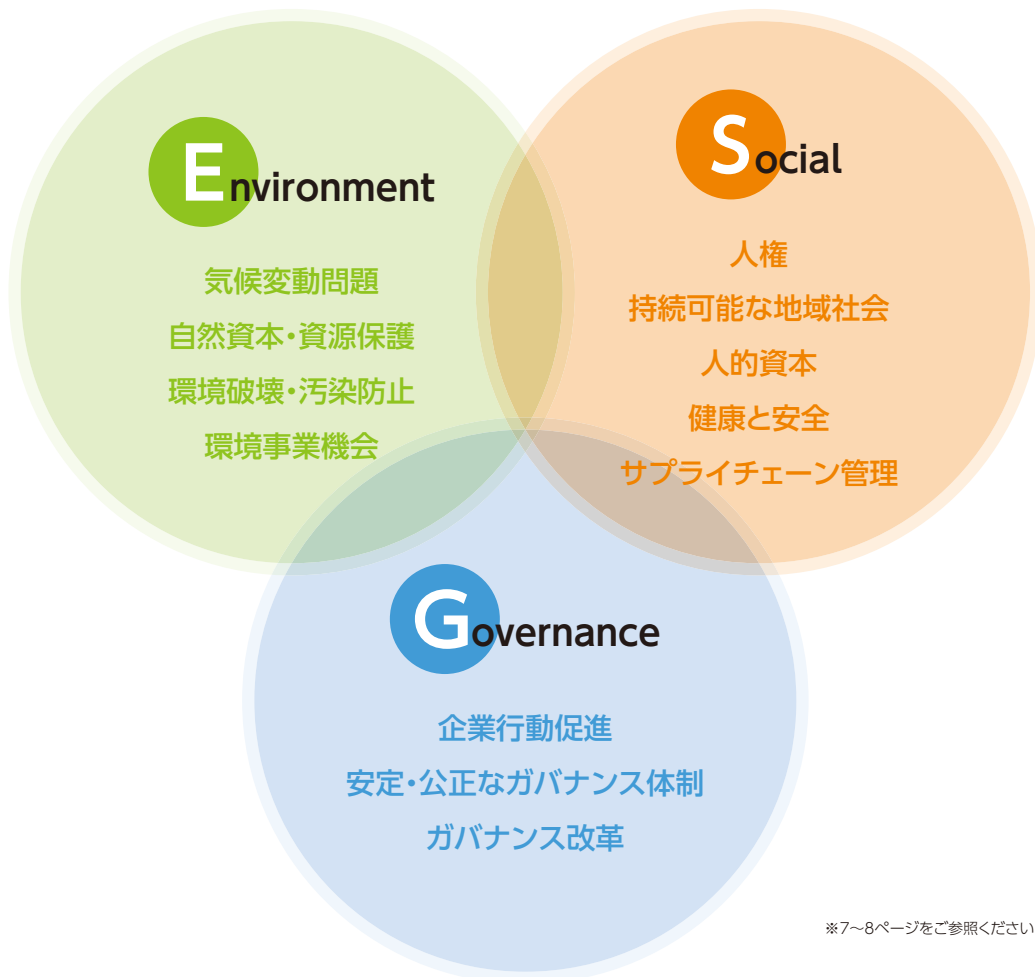 Environment
気候変動問題
自然資本・資源保護
環境破壊・汚染防止
環境事業機会
Social
人権
持続可能な地域社会
人的資本
健康と安全
サプライチェーン管理
Governance
企業行動促進
安定・公正なガバナンス体制
ガバナンス改革
※7～8ページをご参照ください